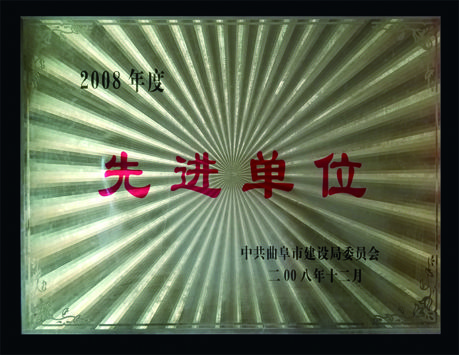 2008年度
先进单位
中共曲阜市建设局委员会
二00八年十二月